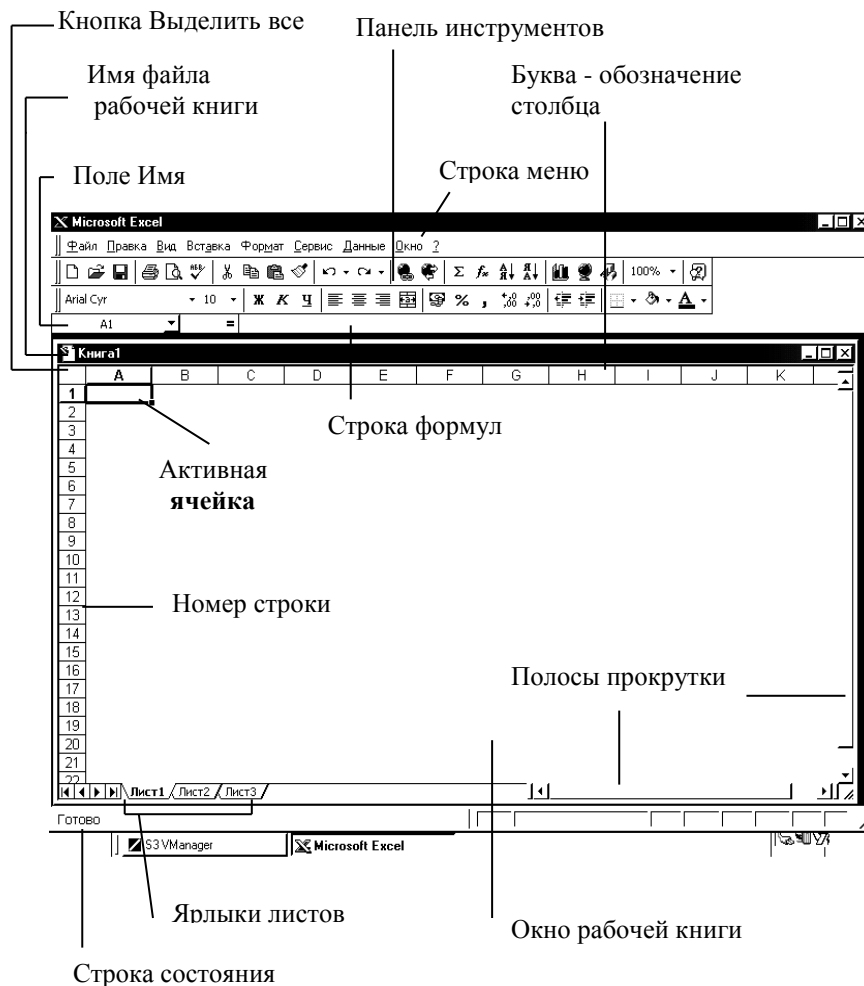 Кнопка Выделить все
Панель инструментов
Имя файла
рабочей книги
Буква - обозначение
столбца
Поле Имя
Строка меню
Microsoft Excel
Файл Правка Вид Вставка Формат Сервис Данные Окно ?
100%
Arial Cyr 10 Ж К Ч
A1 =
Книга1
A B C D E F G H I J K
1
2
3
Строка формул
4
5
Активная
6
ячейка
7
8
9
10
11
12
Номер строки
13
14
15
16
Полосы прокрутки
17
18
19
20
21
22
Лист1 Лист2 Лист3
Готово
S3 VManager Microsoft Excel
Ярлыки листов
Окно рабочей книги
Строка состояния